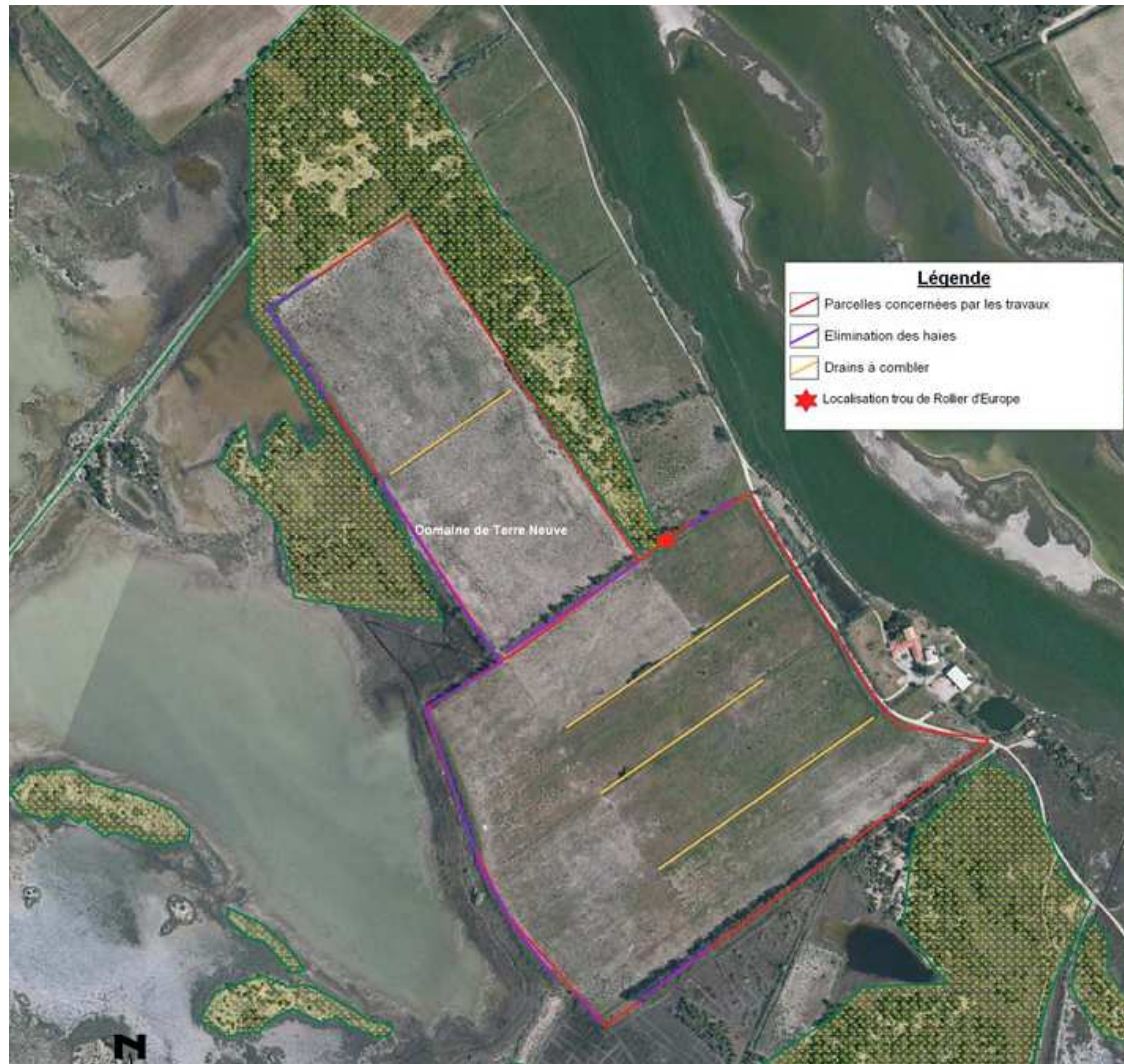 Légende
Parcelles concernées par les travaux
Elimination des haies
Drains à combler
Localisation trou de Rollier d'Europe
Domaine de Terre Neuve
N